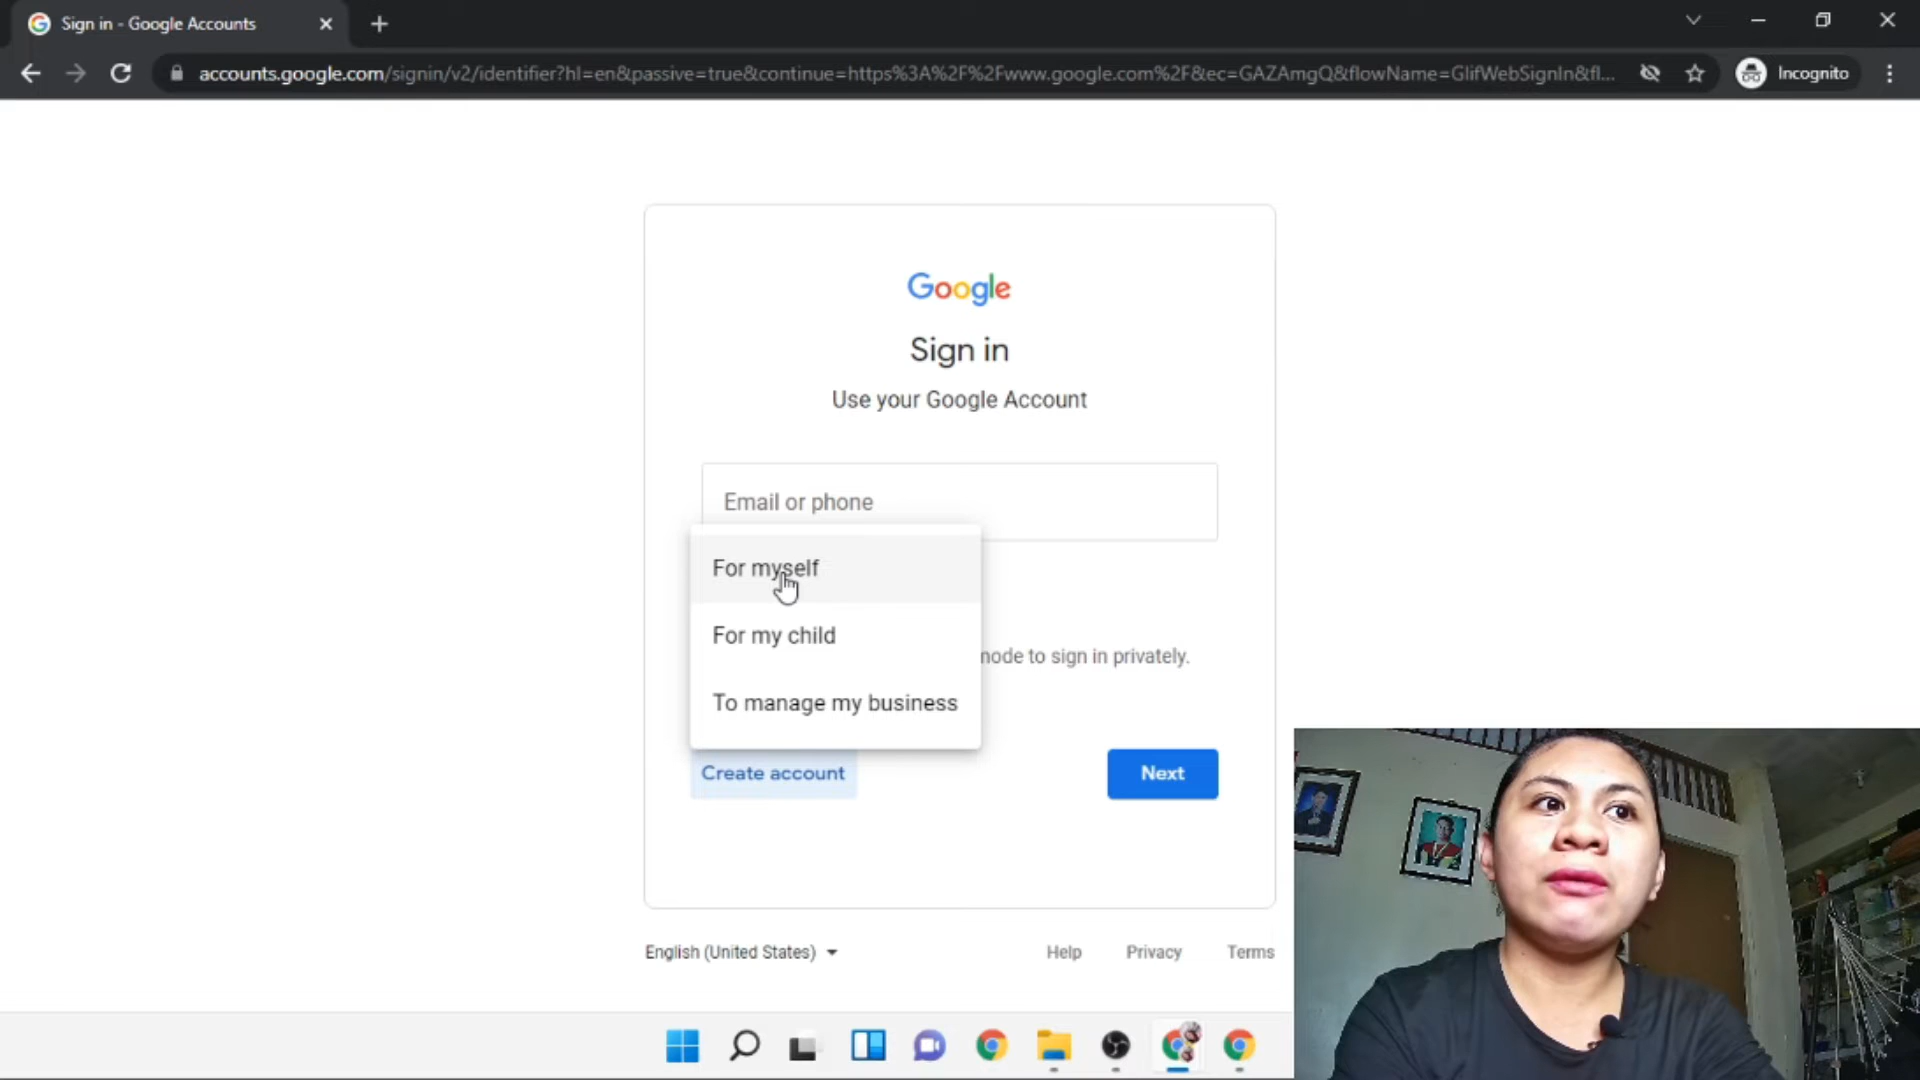 Sign in - Google Accounts
accounts.google.com/signin/v2/identifier?hl=en&passive=true&continue=https%3A%2F%2Fwww.google.com%2F&ec=GAZAmgQ&flowName=GlifWebSignIn&fl...
Incognito
Google
Sign in
Use your Google Account
Email or phone
For myself
For my child
mode to sign in privately.
To manage my business
Create account
Next
English (United States)
Help
Privacy
Terms